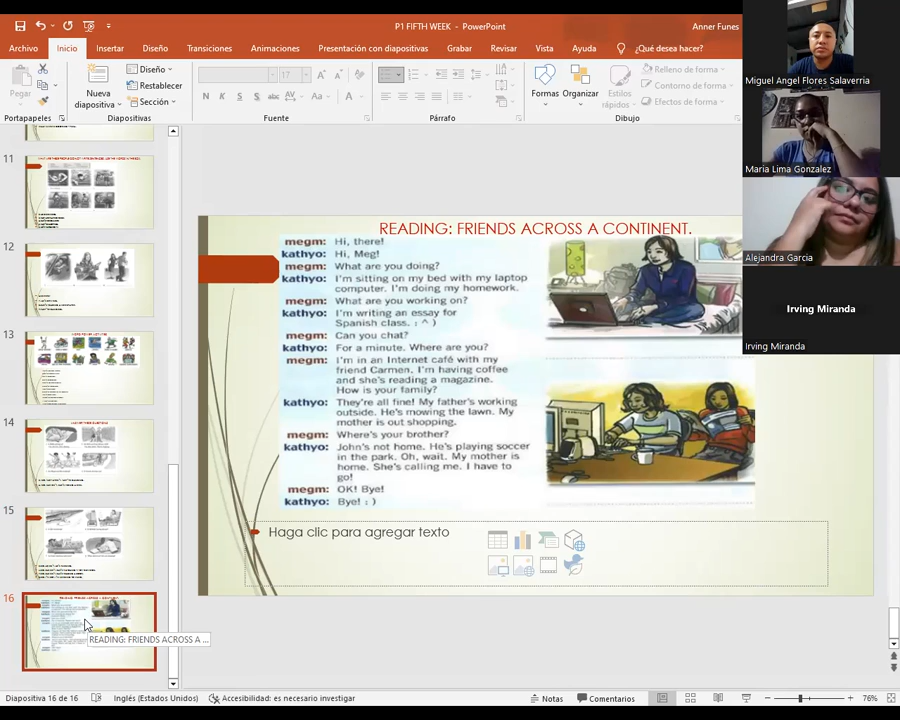 P1 FIFTH WEEK - PowerPoint
Anner Funes
Archivo Inicio Insertar Diseño Transiciones Animaciones Presentación con diapositivas Grabar Revisar Vista Ayuda ¿Qué desea hacer?
Pegar
Nueva diapositiva
Diseño
Restablecer
Sección
17
N K S S abc AV Aa A
Formas
Organizar
Estilos rápidos
Relleno de forma
Contorno de forma
Efectos de forma
Portapapeles Diapositivas Fuente Párrafo Dibujo
Miguel Angel Flores Salaverria
Maria Lima Gonzalez
Alejandra Garcia
Irving Miranda
Irving Miranda
11
12
13
14
15
16
READING: FRIENDS ACROSS A ...
READING: FRIENDS ACROSS A CONTINENT.
megm: Hi, there!
kathyo: Hi, Meg!
megm: What are you doing?
kathyo: I'm sitting on my bed with my laptop
computer. I'm doing my homework.
megm: What are you working on?
kathyo: I'm writing an essay for
Spanish class. : ^ )
megm: Can you chat?
kathyo: For a minute. Where are you?
megm: I'm in an Internet café with my
friend Carmen. I'm having coffee
and she's reading a magazine.
How is your family?
kathyo: They're all fine! My father's working
outside. He's mowing the lawn. My
mother is out shopping.
megm: Where's your brother?
kathyo: John's not home. He's playing soccer
in the park. Oh, wait. My mother is
home. She's calling me. I have to
go!
megm: OK! Bye!
kathyo: Bye! : )
Haga clic para agregar texto
Diapositiva 16 de 16 Inglés (Estados Unidos) Accesibilidad: es necesario investigar Notas Comentarios 76%